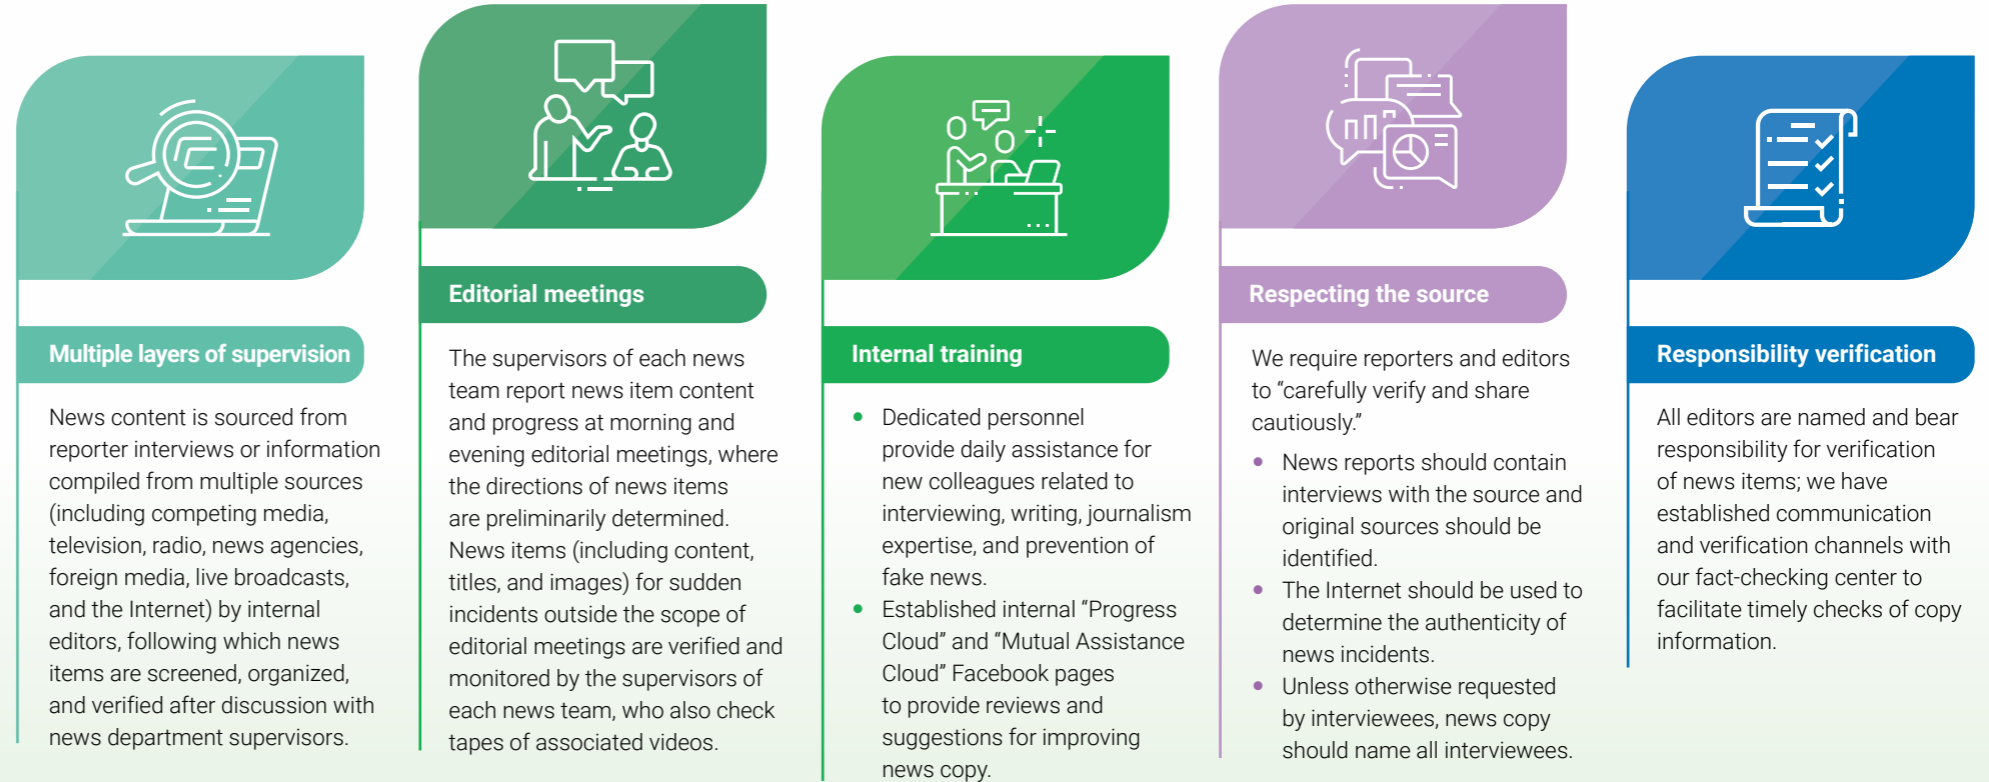 Multiple layers of supervision
News content is sourced from
reporter interviews or information
compiled from multiple sources
(including competing media,
television, radio, news agencies,
foreign media, live broadcasts,
and the Internet) by internal
editors, following which news
items are screened, organized,
and verified after discussion with
news department supervisors.
Editorial meetings
The supervisors of each news
team report news item content
and progress at morning and
evening editorial meetings, where
the directions of news items
are preliminarily determined.
News items (including content,
titles, and images) for sudden
incidents outside the scope of
editorial meetings are verified and
monitored by the supervisors of
each news team, who also check
tapes of associated videos.
Internal training
• Dedicated personnel
provide daily assistance for
new colleagues related to
interviewing, writing, journalism
expertise, and prevention of
fake news.
• Established internal “Progress
Cloud” and “Mutual Assistance
Cloud” Facebook pages
to provide reviews and
suggestions for improving
news copy.
Respecting the source
We require reporters and editors
to “carefully verify and share
cautiously.”
• News reports should contain
interviews with the source and
original sources should be
identified.
• The Internet should be used to
determine the authenticity of
news incidents.
• Unless otherwise requested
by interviewees, news copy
should name all interviewees.
Responsibility verification
All editors are named and bear
responsibility for verification
of news items; we have
established communication
and verification channels with
our fact-checking center to
facilitate timely checks of copy
information.